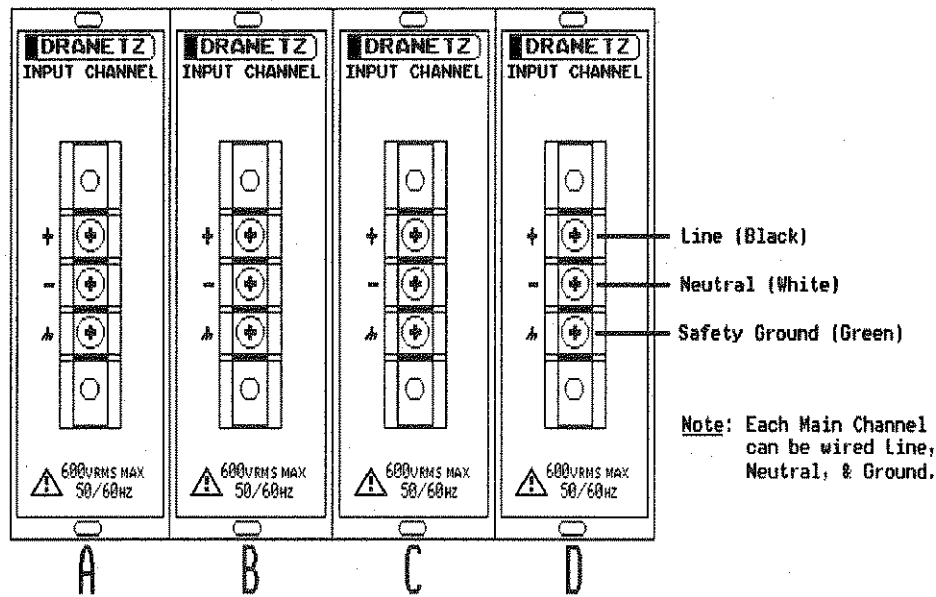 DRANETZ DRANETZ DRANETZ DRANETZ
INPUT CHANNEL INPUT CHANNEL INPUT CHANNEL INPUT CHANNEL
+ + + + Line (Black)
- - - - Neutral (White)
Safety Ground (Green)
Note: Each Main Channel
can be wired Line,
Neutral, & Ground.
600VRMS MAX 600VRMS MAX 600VRMS MAX 600VRMS MAX
50/60HZ 50/60HZ 50/60HZ 50/60HZ
A B C D